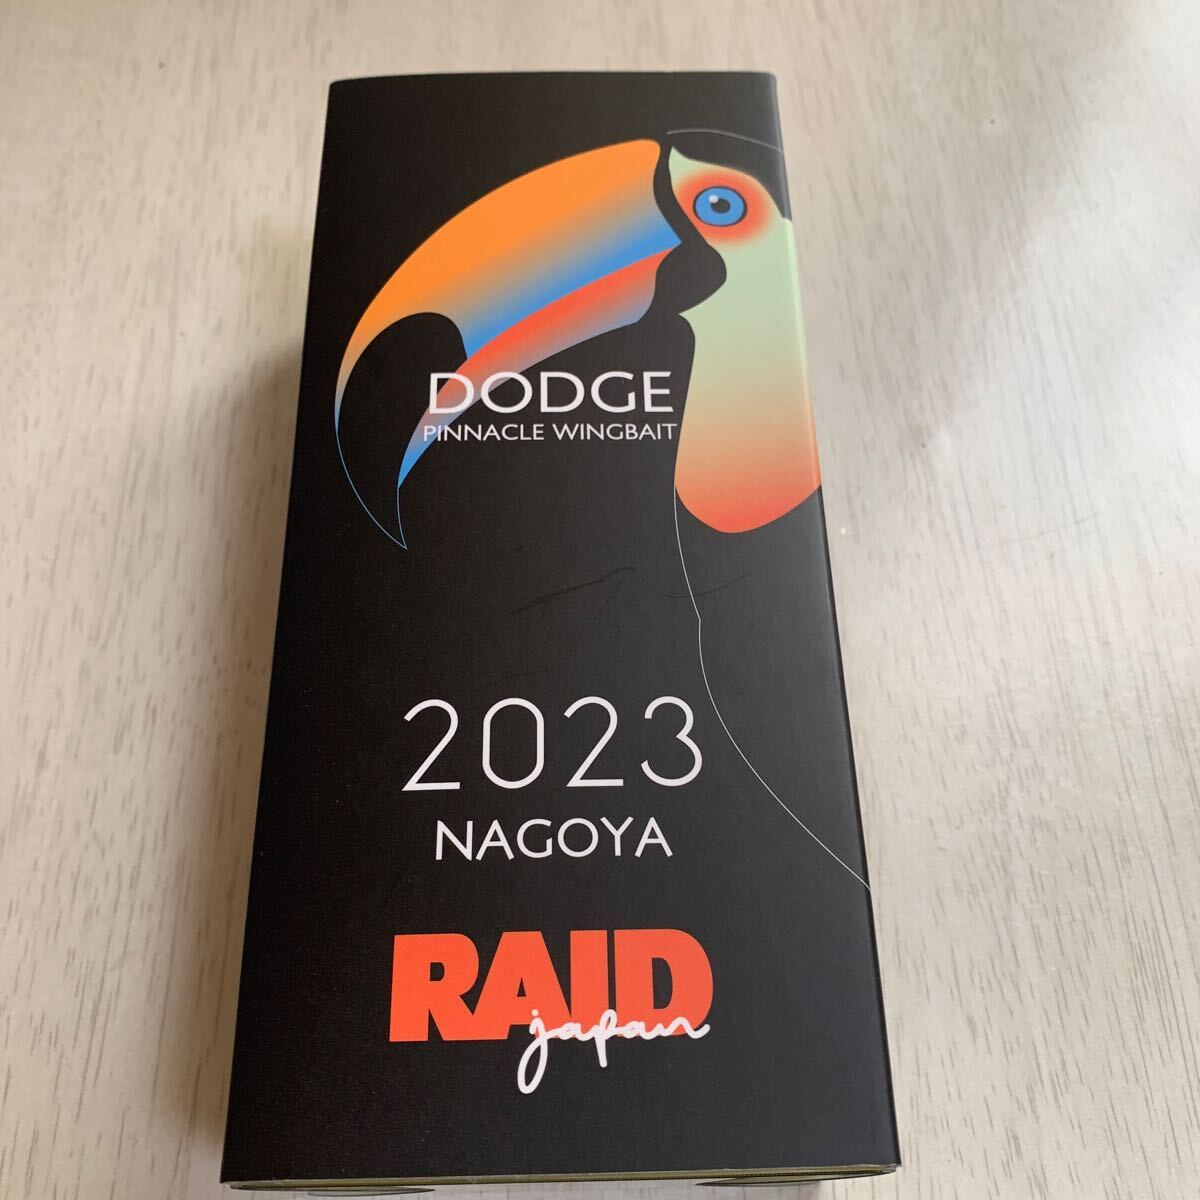 DODGE
PINNACLE WINGBAIT
2023
NAGOYA
RAID
japan